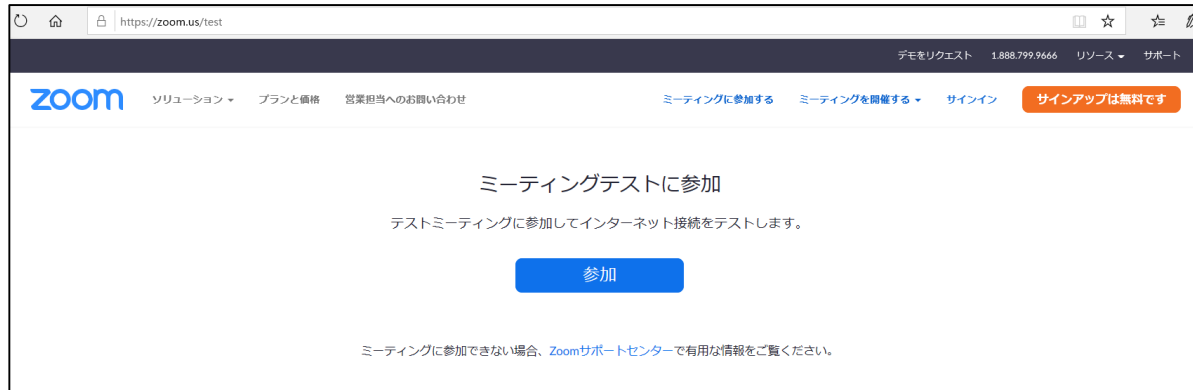 https://zoom.us/test
デモをリクエスト 1.888.799.9666 リソース サポート
zoom ソリューション プランと価格 営業担当へのお問い合わせ ミーティングに参加する ミーティングを開催する サインイン サインアップは無料です
ミーティングテストに参加
テストミーティングに参加してインターネット接続をテストします。
参加
ミーティングに参加できない場合、Zoomサポートセンターで有用な情報をご覧ください。